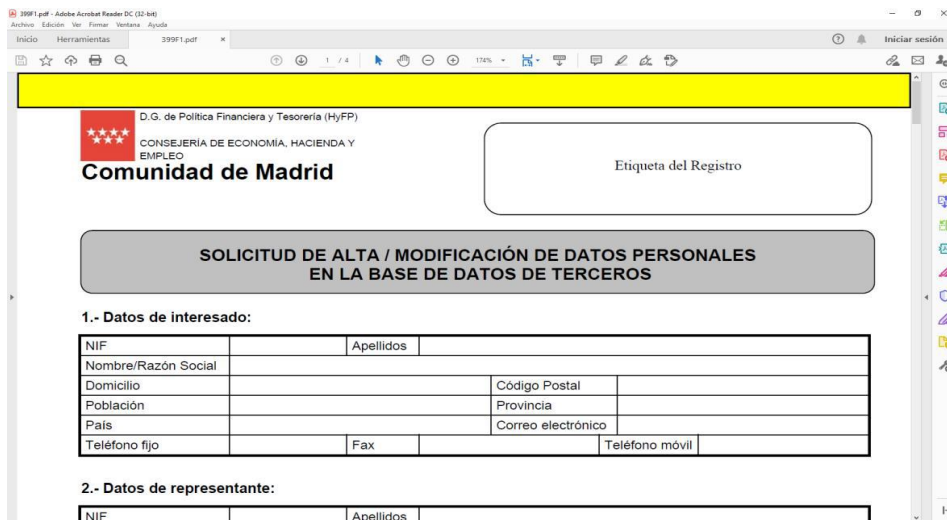 399F1.pdf - Adobe Acrobat Reader DC (32-bit)
Archivo Edición Ver Firmar Ventana Ayuda
Inicio Herramientas 399F1.pdf × Iniciar sesión
1 / 4 174%
D.G. de Política Financiera y Tesorería (HyFP)
CONSEJERÍA DE ECONOMÍA, HACIENDA Y
EMPLEO
Comunidad de Madrid
Etiqueta del Registro
SOLICITUD DE ALTA / MODIFICACIÓN DE DATOS PERSONALES
EN LA BASE DE DATOS DE TERCEROS
1.- Datos de interesado:
NIF Apellidos
Nombre/Razón Social
Domicilio Código Postal
Población Provincia
País Correo electrónico
Teléfono fijo Fax Teléfono móvil
2.- Datos de representante:
NIF Apellidos